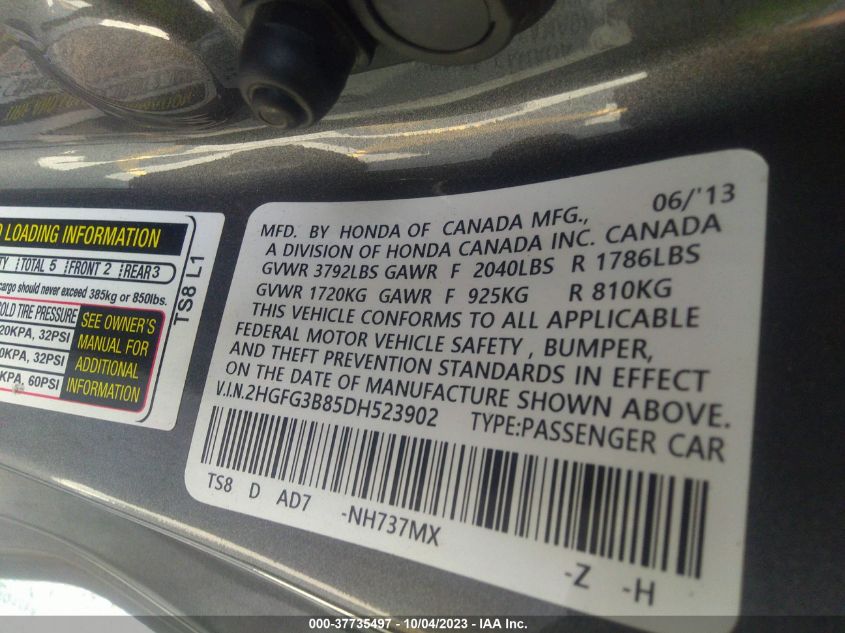 O LOADING INFORMATION
TY TOTAL 5 FRONT 2 REAR 3
cargo should never exceed 385kg or 850lbs.
COLD TIRE PRESSURE
20KPA, 32PSI
0KPA, 32PSI
KPA, 60PSI
SEE OWNER'S
MANUAL FOR
ADDITIONAL
INFORMATION
TS8 L1
06/'13
MFD. BY HONDA OF CANADA MFG.,
A DIVISION OF HONDA CANADA INC. CANADA
GVWR 3792LBS GAWR F 2040LBS R 1786LBS
GVWR 1720KG GAWR F 925KG R 810KG
THIS VEHICLE CONFORMS TO ALL APPLICABLE
FEDERAL MOTOR VEHICLE SAFETY , BUMPER,
AND THEFT PREVENTION STANDARDS IN EFFECT
ON THE DATE OF MANUFACTURE SHOWN ABOVE.
V.I.N.2HGFG3B85DH523902 TYPE:PASSENGER CAR
TS8 D AD7 -NH737MX -Z -H
000-37735497 - 10/04/2023 - IAA Inc.